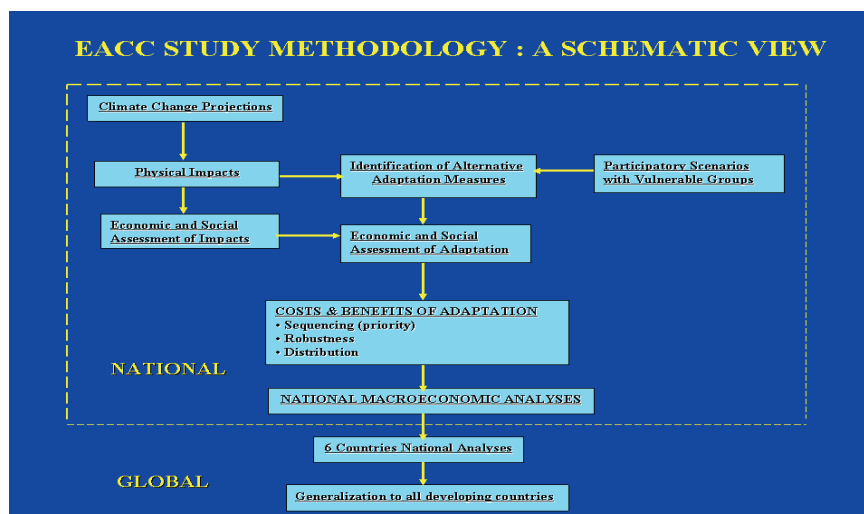 EACC STUDY METHODOLOGY : A SCHEMATIC VIEW
Climate Change Projections
Physical Impacts
Identification of Alternative
Adaptation Measures
Participatory Scenarios
with Vulnerable Groups
Economic and Social
Assessment of Impacts
Economic and Social
Assessment of Adaptation
COSTS & BENEFITS OF ADAPTATION
• Sequencing (priority)
• Robustness
• Distribution
NATIONAL
NATIONAL MACROECONOMIC ANALYSES
6 Countries National Analyses
GLOBAL
Generalization to all developing countries